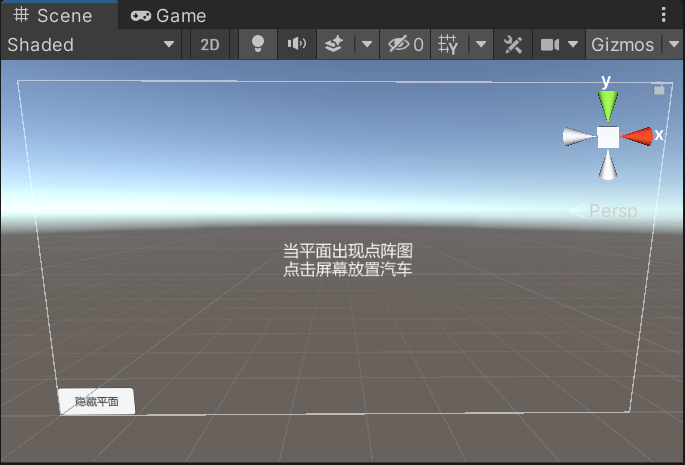 Scene Game
Shaded 2D 0 Gizmos
y
x
Persp
当平面出现点阵图
点击屏幕放置汽车
隐藏平面